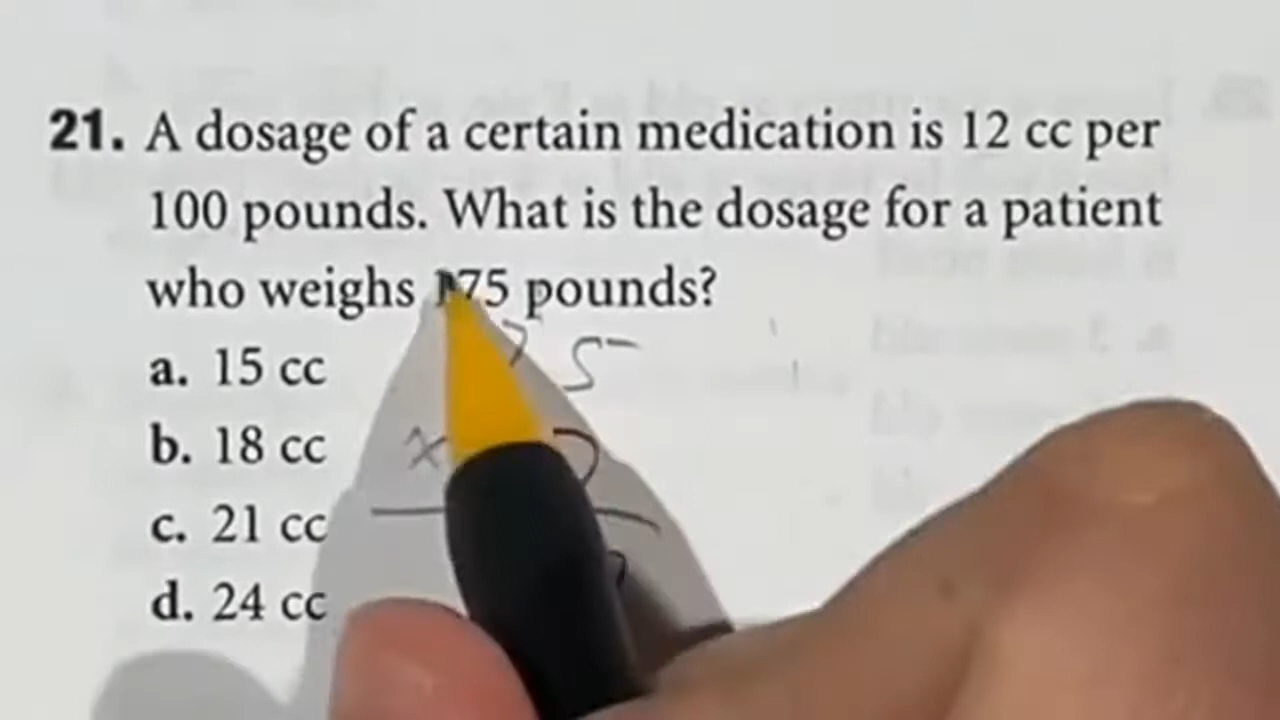 21. A dosage of a certain medication is 12 cc per
100 pounds. What is the dosage for a patient
who weighs 175 pounds?
a. 15 cc
b. 18 cc
c. 21 cc
d. 24 cc